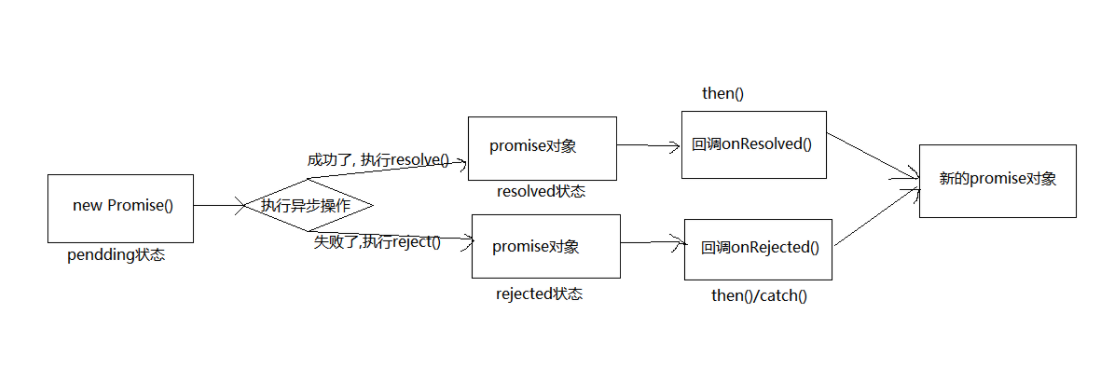 new Promise()
pendding状态
执行异步操作
成功了, 执行resolve()
promise对象
resolved状态
then()
回调onResolved()
失败了,执行reject()
promise对象
rejected状态
回调onRejected()
then()/catch()
新的promise对象